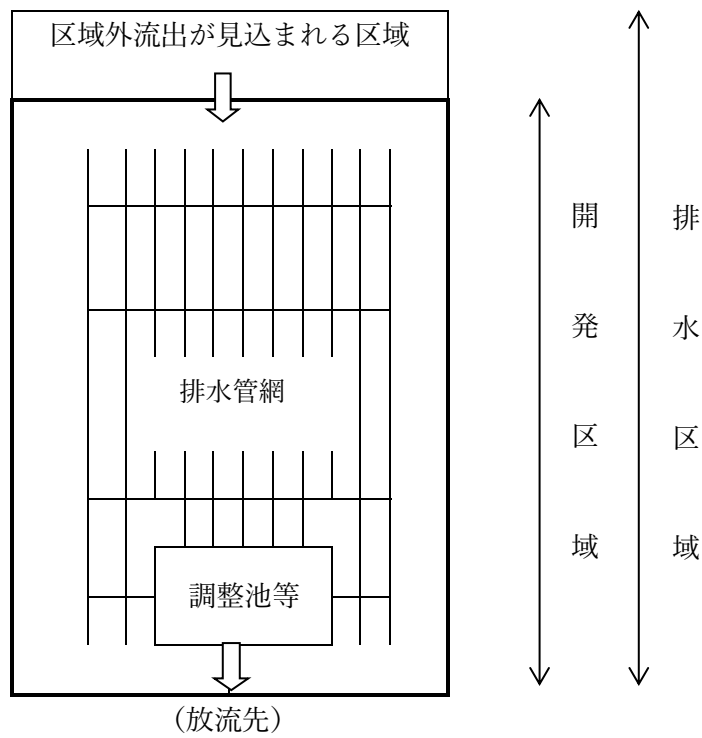 区域外流出が見込まれる区域
排水管網
調整池等
(放流先)
開発区域
排水区域